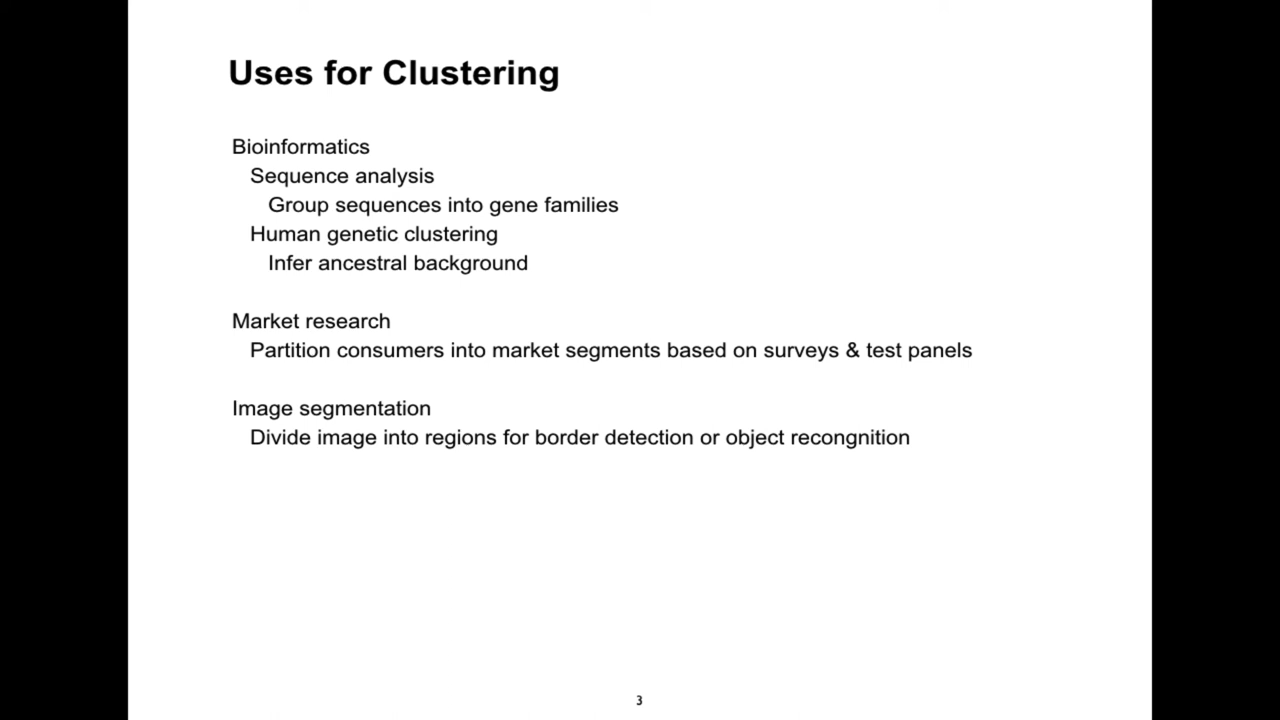 Uses for Clustering
Bioinformatics
Sequence analysis
Group sequences into gene families
Human genetic clustering
Infer ancestral background
Market research
Partition consumers into market segments based on surveys & test panels
Image segmentation
Divide image into regions for border detection or object recongnition
3